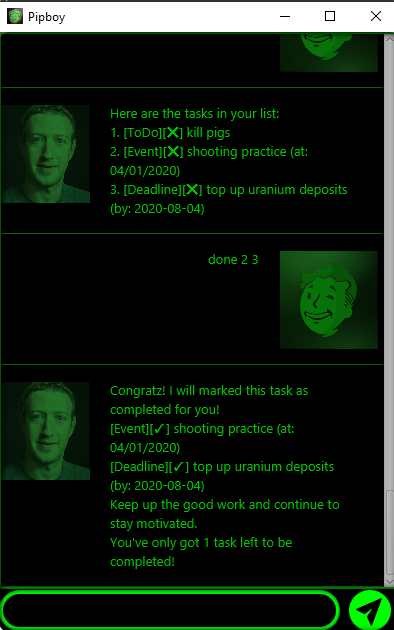 Pipboy
Here are the tasks in your list:
1. [ToDo][❌] kill pigs
2. [Event][❌] shooting practice (at:
04/01/2020)
3. [Deadline][❌] top up uranium deposits
(by: 2020-08-04)
done 2 3
Congratz! I will marked this task as
completed for you!
[Event][✓] shooting practice (at:
04/01/2020)
[Deadline][✓] top up uranium deposits
(by: 2020-08-04)
Keep up the good work and continue to
stay motivated.
You've only got 1 task left to be
completed!